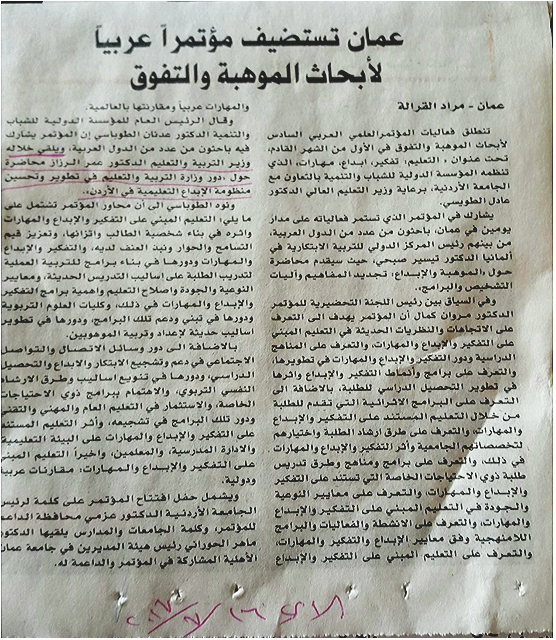 عمان تستضيف مؤتمراً عربياً
لأبحاث الموهبة والتفوق
عمان - مراد القرالة
تنطلق فعاليات المؤتمرالعلمي العربي السادس
لأبحاث الموهبة والتفوق في الأول من الشهر القادم،
تحت عنوان ، التعليم، تفكير، ابداع، مهارات، الذي
تنظمه المؤسسة الدولية للشباب والتنمية بالتعاون مع
الجامعة الأردنية، برعاية وزير التعليم العالي الدكتور
عادل الطويسي.
يشارك في المؤتمر الذي تستمر فعالياته على مدار
يومين في عمان، باحثون من عدد من الدول العربية،
من بينهم رئيس المركز الدولي للتربية الابتكارية في
ألمانيا الدكتور تيسير صبحي، حيث سيقدم محاضرة
حول ،الموهبة والإبداع: تجديد المفاهيم وآليات
التشخيص والبرامج،.
وفي السياق بين رئيس اللجنة التحضيرية للمؤتمر
الدكتور مروان كمال أن المؤتمر يهدف الى التعرف
على الاتجاهات والنظريات الحديثة في التعليم المبني
على التفكير والإبداع والمهارات، والتعرف على المناهج
الدراسية ودور التفكير والإبداع والمهارات في تطويرها،
والتعرف على برامج وأنماط التفكير والإبداع واثرها
في تطوير التحصيل الدراسي للطلبة، بالاضافة الى
التعرف على البرامج الاثرائية التي تقدم للطلبة
من خلال التعليم المستند على التفكير والإبداع
والمهارات، والتعرف على طرق ارشاد الطلبة واختيارهم
لتخصصاتهم الجامعية وأثر التفكير والإبداع والمهارات
في ذلك، والتعرف على برامج ومناهج وطرق تدريس
طلبة ذوي الاحتياجات الخاصة التي تستند على التفكير
والإبداع والمهارات، والتعرف على معايير النوعية
والجودة في التعليم المبني على التفكير والإبداع
والمهارات، والتعرف على الانشطة والفعاليات والبرامج
اللامنهجية وفق معايير الإبداع والتفكير والمهارات،
والتعرف على التعليم المبني على التفكير والإبداع
والمهارات عربياً ومقارنتها بالعالمية.
وقال الرئيس العام للمؤسسة الدولية للشباب
والتنمية الدكتور عدنان الطوباسي إن المؤتمر يشارك
فيه باحثون من عدد من الدول العربية، ويلقي خلاله
وزير التربية والتعليم الدكتور عمر الرزاز محاضرة
حول ،دور وزارة التربية والتعليم في تطوير وتحسين
منظومة الإبداع التعليمية في الأردن،.
ونوه الطوباسي الى أن محاور المؤتمر تشتمل على
ما يلي: التعليم المبني على التفكير والإبداع والمهارات
واثره في بناء شخصية الطالب واتزانها، وتعزيز قيم
التسامح والحوار ونبذ العنف لديه، والتفكير والإبداع
والمهارات ودورها في بناء برامج للتربية العملية
لتدريب الطلبة على اساليب التدريس الحديثة، ومعايير
النوعية والجودة واصلاح التعليم واهمية برامج التفكير
والإبداع والمهارات في ذلك، وكليات العلوم التربوية
ودورها في تبني ودعم تلك البرامج، ودورها في تطوير
اساليب حديثة لإعداد وتربية الموهوبين.
بالاضافة الى دور وسائل الاتصال والتواصل
الاجتماعي في دعم وتشجيع الابتكار والابداع والتحصيل
الدراسي، ودورها في تنويع اساليب وطرق الارشاد
النفسي التربوي، والاهتمام ببرامج ذوي الاحتياجات
الخاصة، والاستثمار في التعليم العام والمهني والتقني
ودور تلك البرامج في تشجيعه، وأثر التعليم المستند
على التفكير والإبداع والمهارات على البيئة التعليمية
والادارة المدرسية، والمعلمين، واخيراً التعليم المبني
على التفكير والإبداع والمهارات: مقارنات عربية
ودولية.
ويشمل حفل افتتاح المؤتمر على كلمة لرئيس
الجامعة الأردنية الدكتور عزمي محافظة الداعمة
للمؤتمر، وكلمة الجامعات والمدارس يلقيها الدكتور
ماهر الحوراني رئيس هيئة المديرين في جامعة عمان
الأهلية المشاركة في المؤتمر والداعمة له.